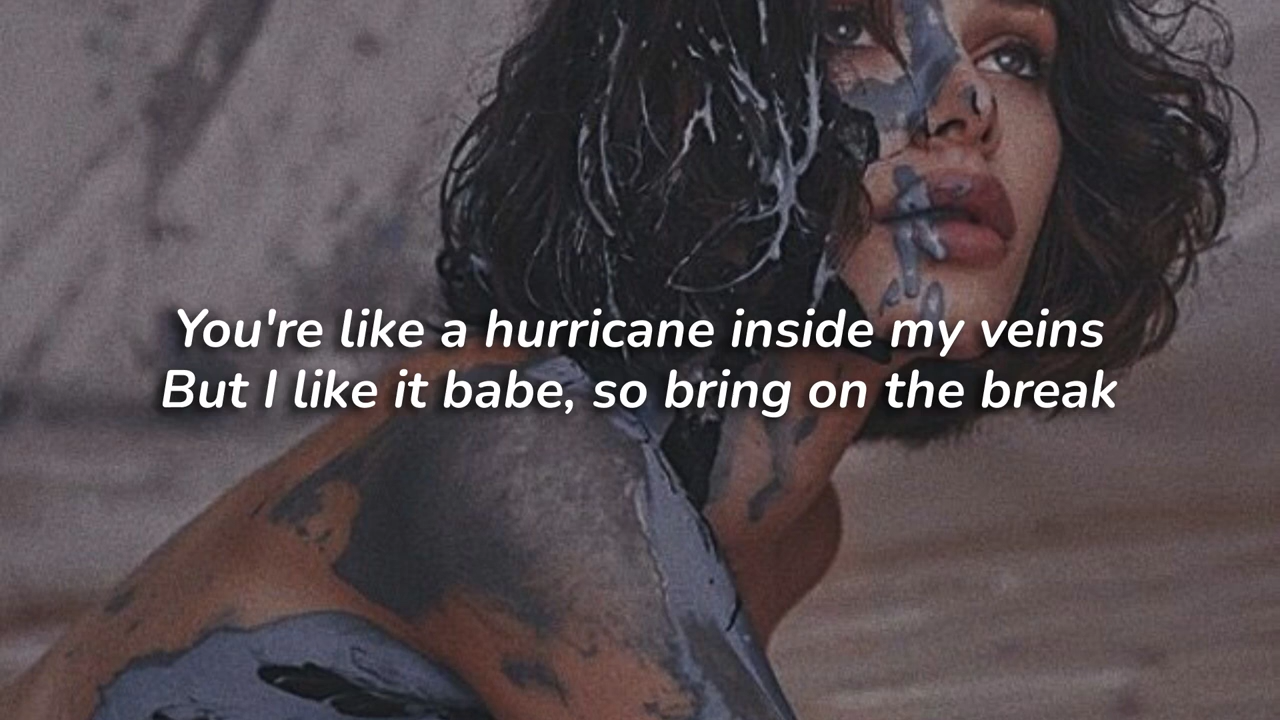 You're like a hurricane inside my veins
But I like it babe, so bring on the break